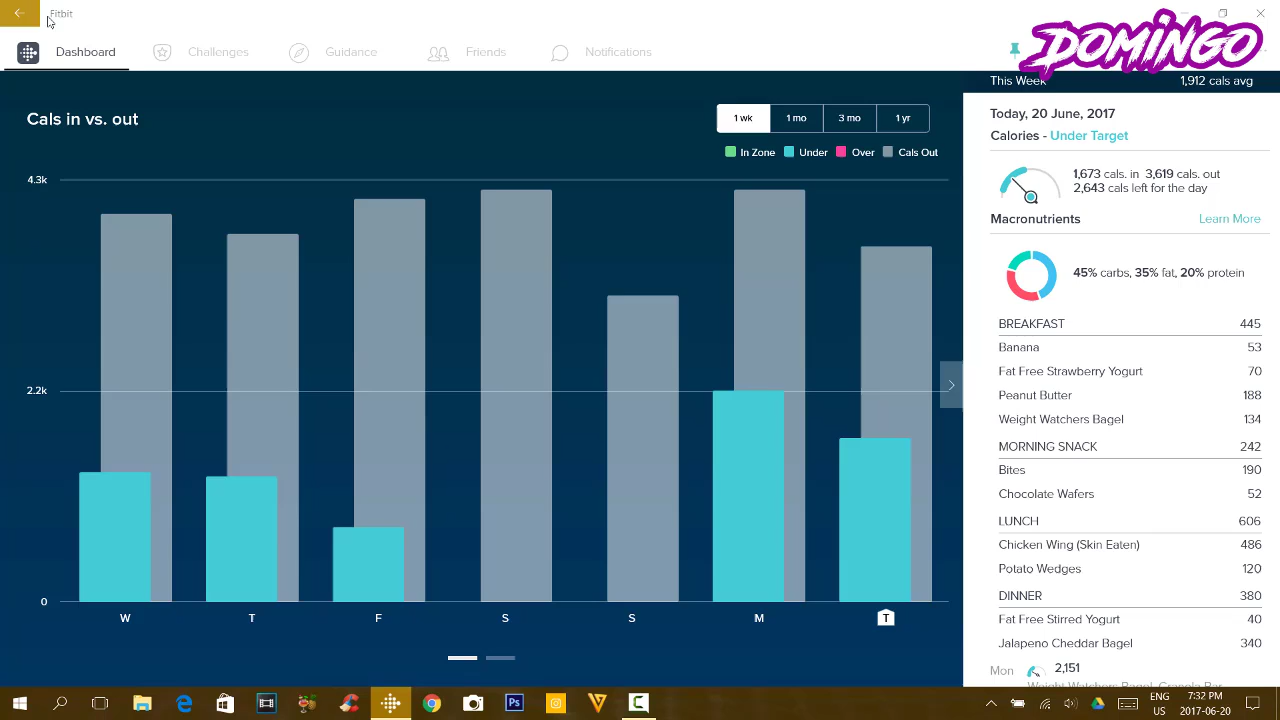 Fitbit
DOMINGO
Dashboard
Challenges
Guidance
Friends
Notifications
This Week 1,912 cals avg
Cals in vs. out
1 wk 1 mo 3 mo 1 yr
In Zone Under Over Cals Out
4.3k
2.2k
0
W T F S S M T
Today, 20 June, 2017
Calories - Under Target
1,673 cals. in 3,619 cals. out
2,643 cals left for the day
Macronutrients Learn More
45% carbs, 35% fat, 20% protein
BREAKFAST 445
Banana 53
Fat Free Strawberry Yogurt 70
Peanut Butter 188
Weight Watchers Bagel 134
MORNING SNACK 242
Bites 190
Chocolate Wafers 52
LUNCH 606
Chicken Wing (Skin Eaten) 486
Potato Wedges 120
DINNER 380
Fat Free Stirred Yogurt 40
Jalapeno Cheddar Bagel 340
Mon 2,151
Weight Watchers Bagel, Granola Bar
Ps
ENG
US
7:32 PM
2017-06-20